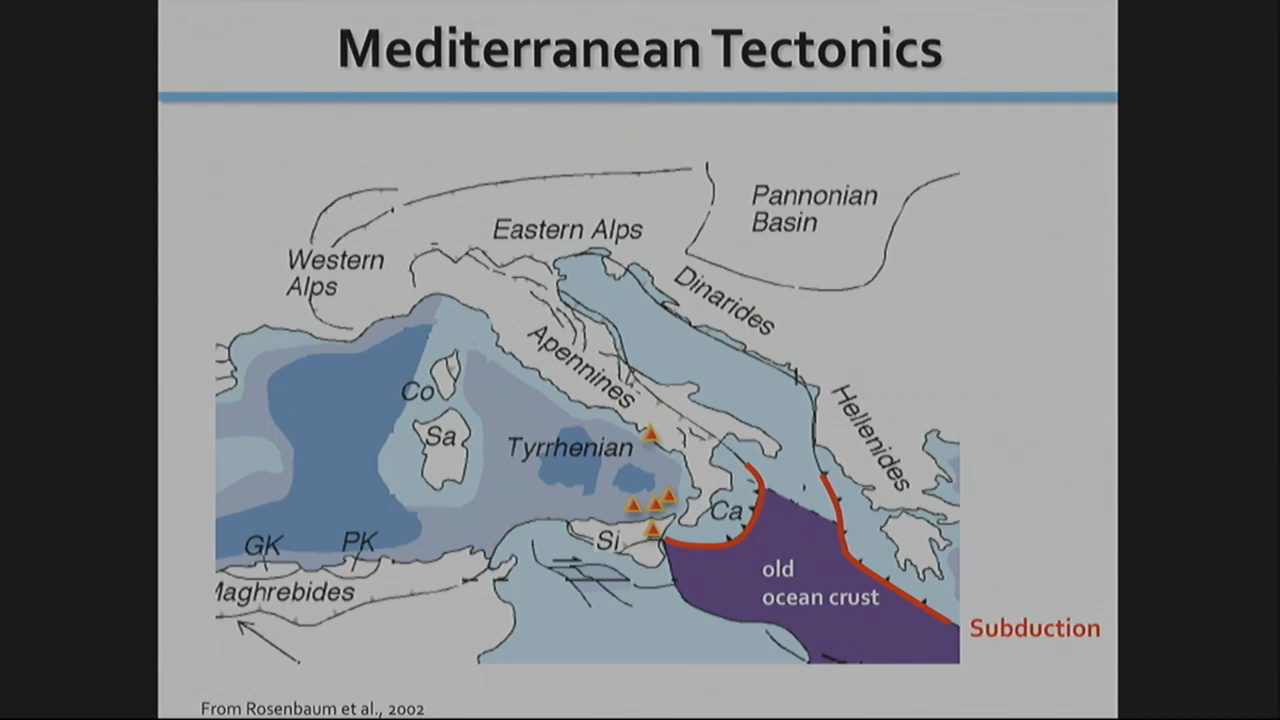 Mediterranean Tectonics
Pannonian
Basin
Eastern Alps
Western
Alps
Dinarides
Apennines
Co
Hellenides
Sa
Tyrrhenian
Ca
GK
PK
Si
old
ocean crust
Maghrebides
Subduction
From Rosenbaum et al., 2002